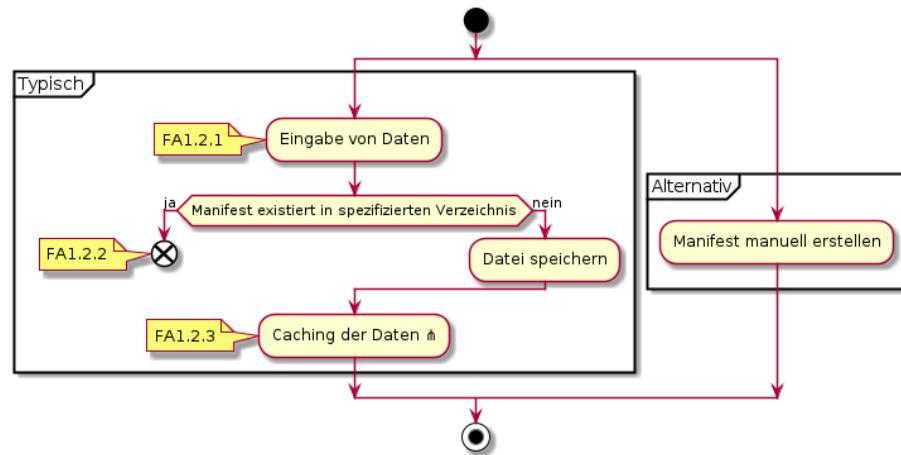 Typisch
FA1.2.1
Eingabe von Daten
ja
Manifest existiert in spezifizierten Verzeichnis
nein
Alternativ
Manifest manuell erstellen
FA1.2.2
Datei speichern
FA1.2.3
Caching der Daten ⋔